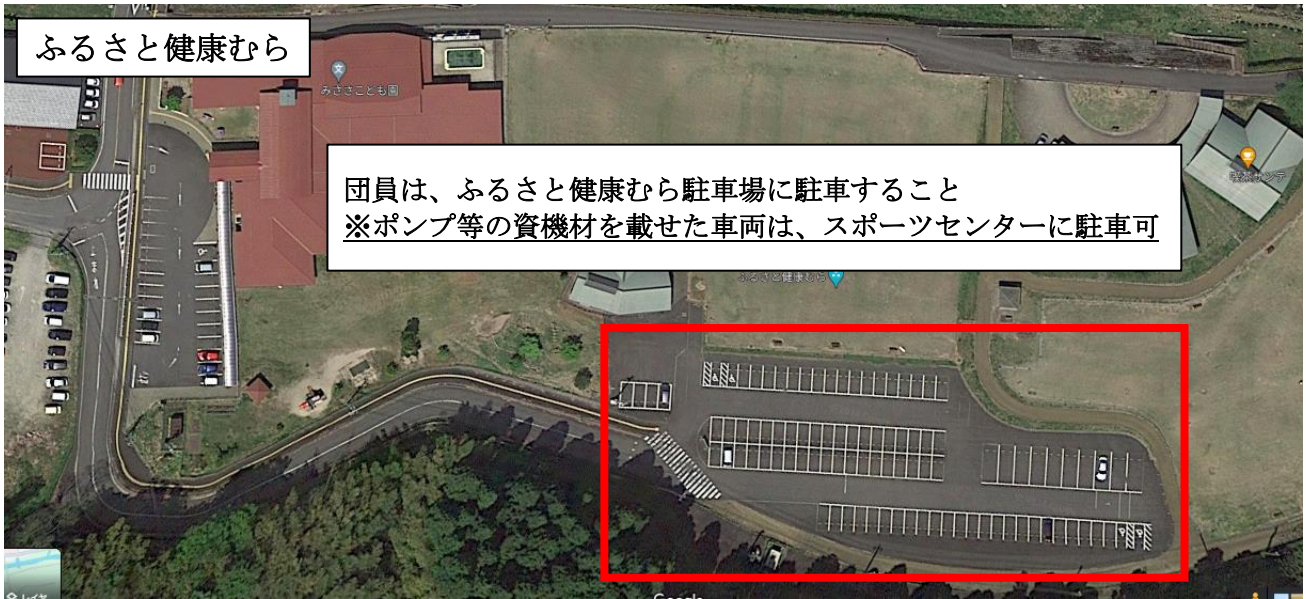 ふるさと健康むら
みささこども園
団員は、ふるさと健康むら駐車場に駐車すること
※ポンプ等の資機材を載せた車両は、スポーツセンターに駐車可
ふるさと健康むら